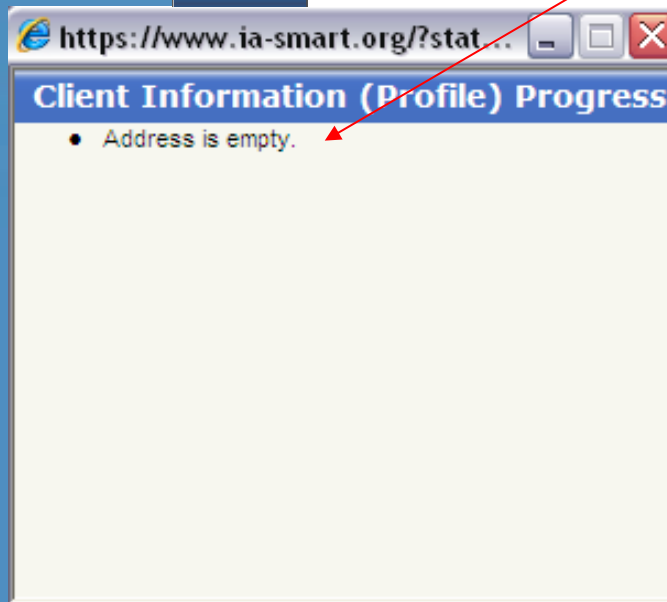 https://www.ia-smart.org/?stat...
Client Information (Profile) Progress
• Address is empty.